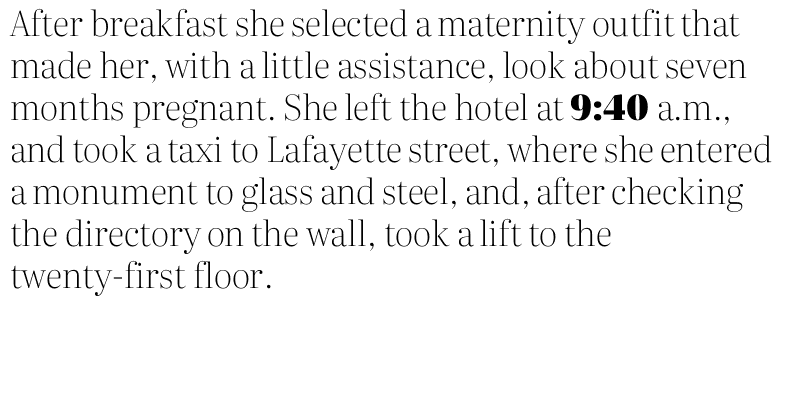 After breakfast she selected a maternity outfit that
made her, with a little assistance, look about seven
months pregnant. She left the hotel at 9:40 a.m.,
and took a taxi to Lafayette street, where she entered
a monument to glass and steel, and, after checking
the directory on the wall, took a lift to the
twenty-first floor.